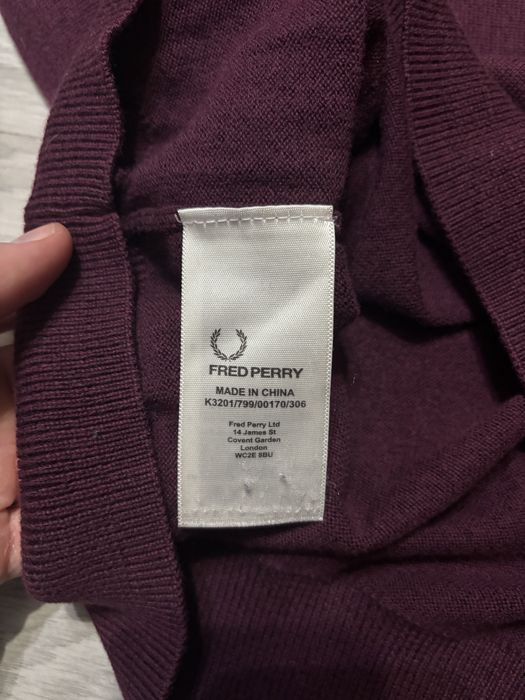 FRED PERRY
MADE IN CHINA
K3201/799/00170/306
Fred Perry Ltd
14 James St
Covent Garden
London
WC2E 8BU